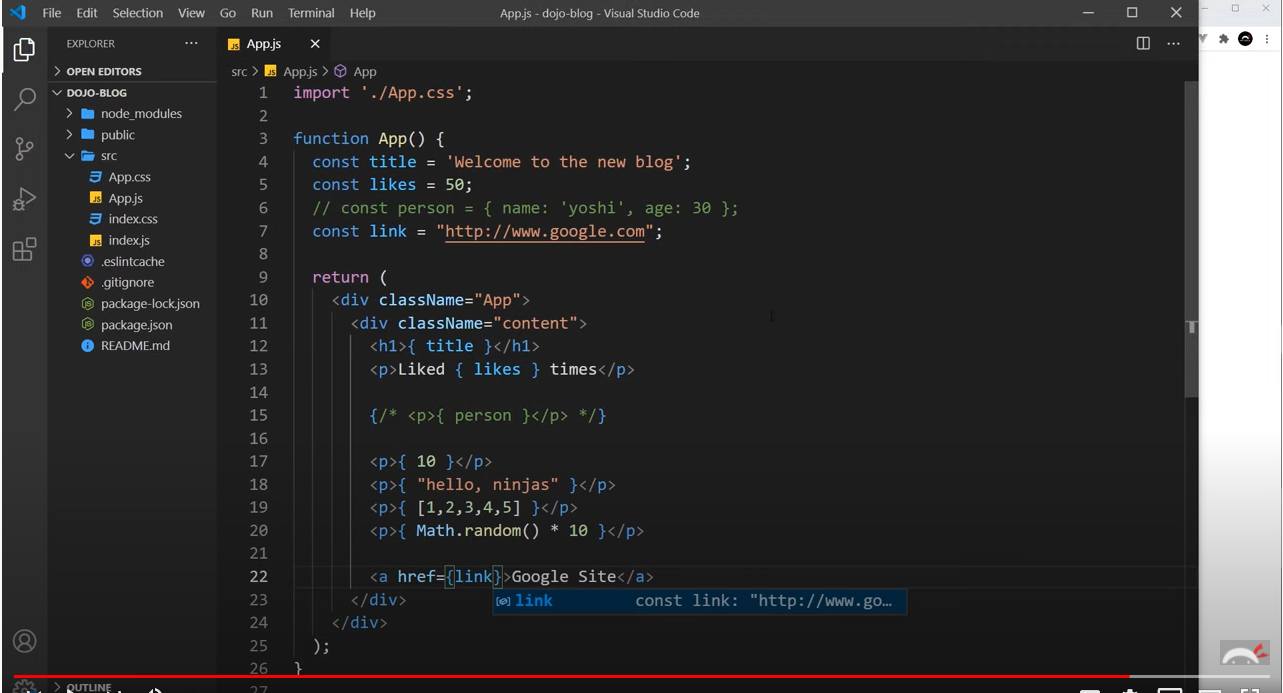 File Edit Selection View Go Run Terminal Help App.js - dojo-blog - Visual Studio Code
EXPLORER
OPEN EDITORS
DOJO-BLOG
node_modules
public
src
App.css
App.js
index.css
index.js
.eslintcache
.gitignore
package-lock.json
package.json
README.md
OUTLINE
JS App.js
src > JS App.js > App
1 import './App.css';
2
3 function App() {
4 const title = 'Welcome to the new blog';
5 const likes = 50;
6 // const person = { name: 'yoshi', age: 30 };
7 const link = "http://www.google.com";
8
9 return (
10 <div className="App">
11 <div className="content">
12 <h1>{ title }</h1>
13 <p>Liked { likes } times</p>
14
15 {/* <p>{ person }</p> */}
16
17 <p>{ 10 }</p>
18 <p>{ "hello, ninjas" }</p>
19 <p>{ [1,2,3,4,5] }</p>
20 <p>{ Math.random() * 10 }</p>
21
22 <a href={link}>Google Site</a>
23 </div>
link const link: "http://www.go…
24 </div>
25 );
26 }
27